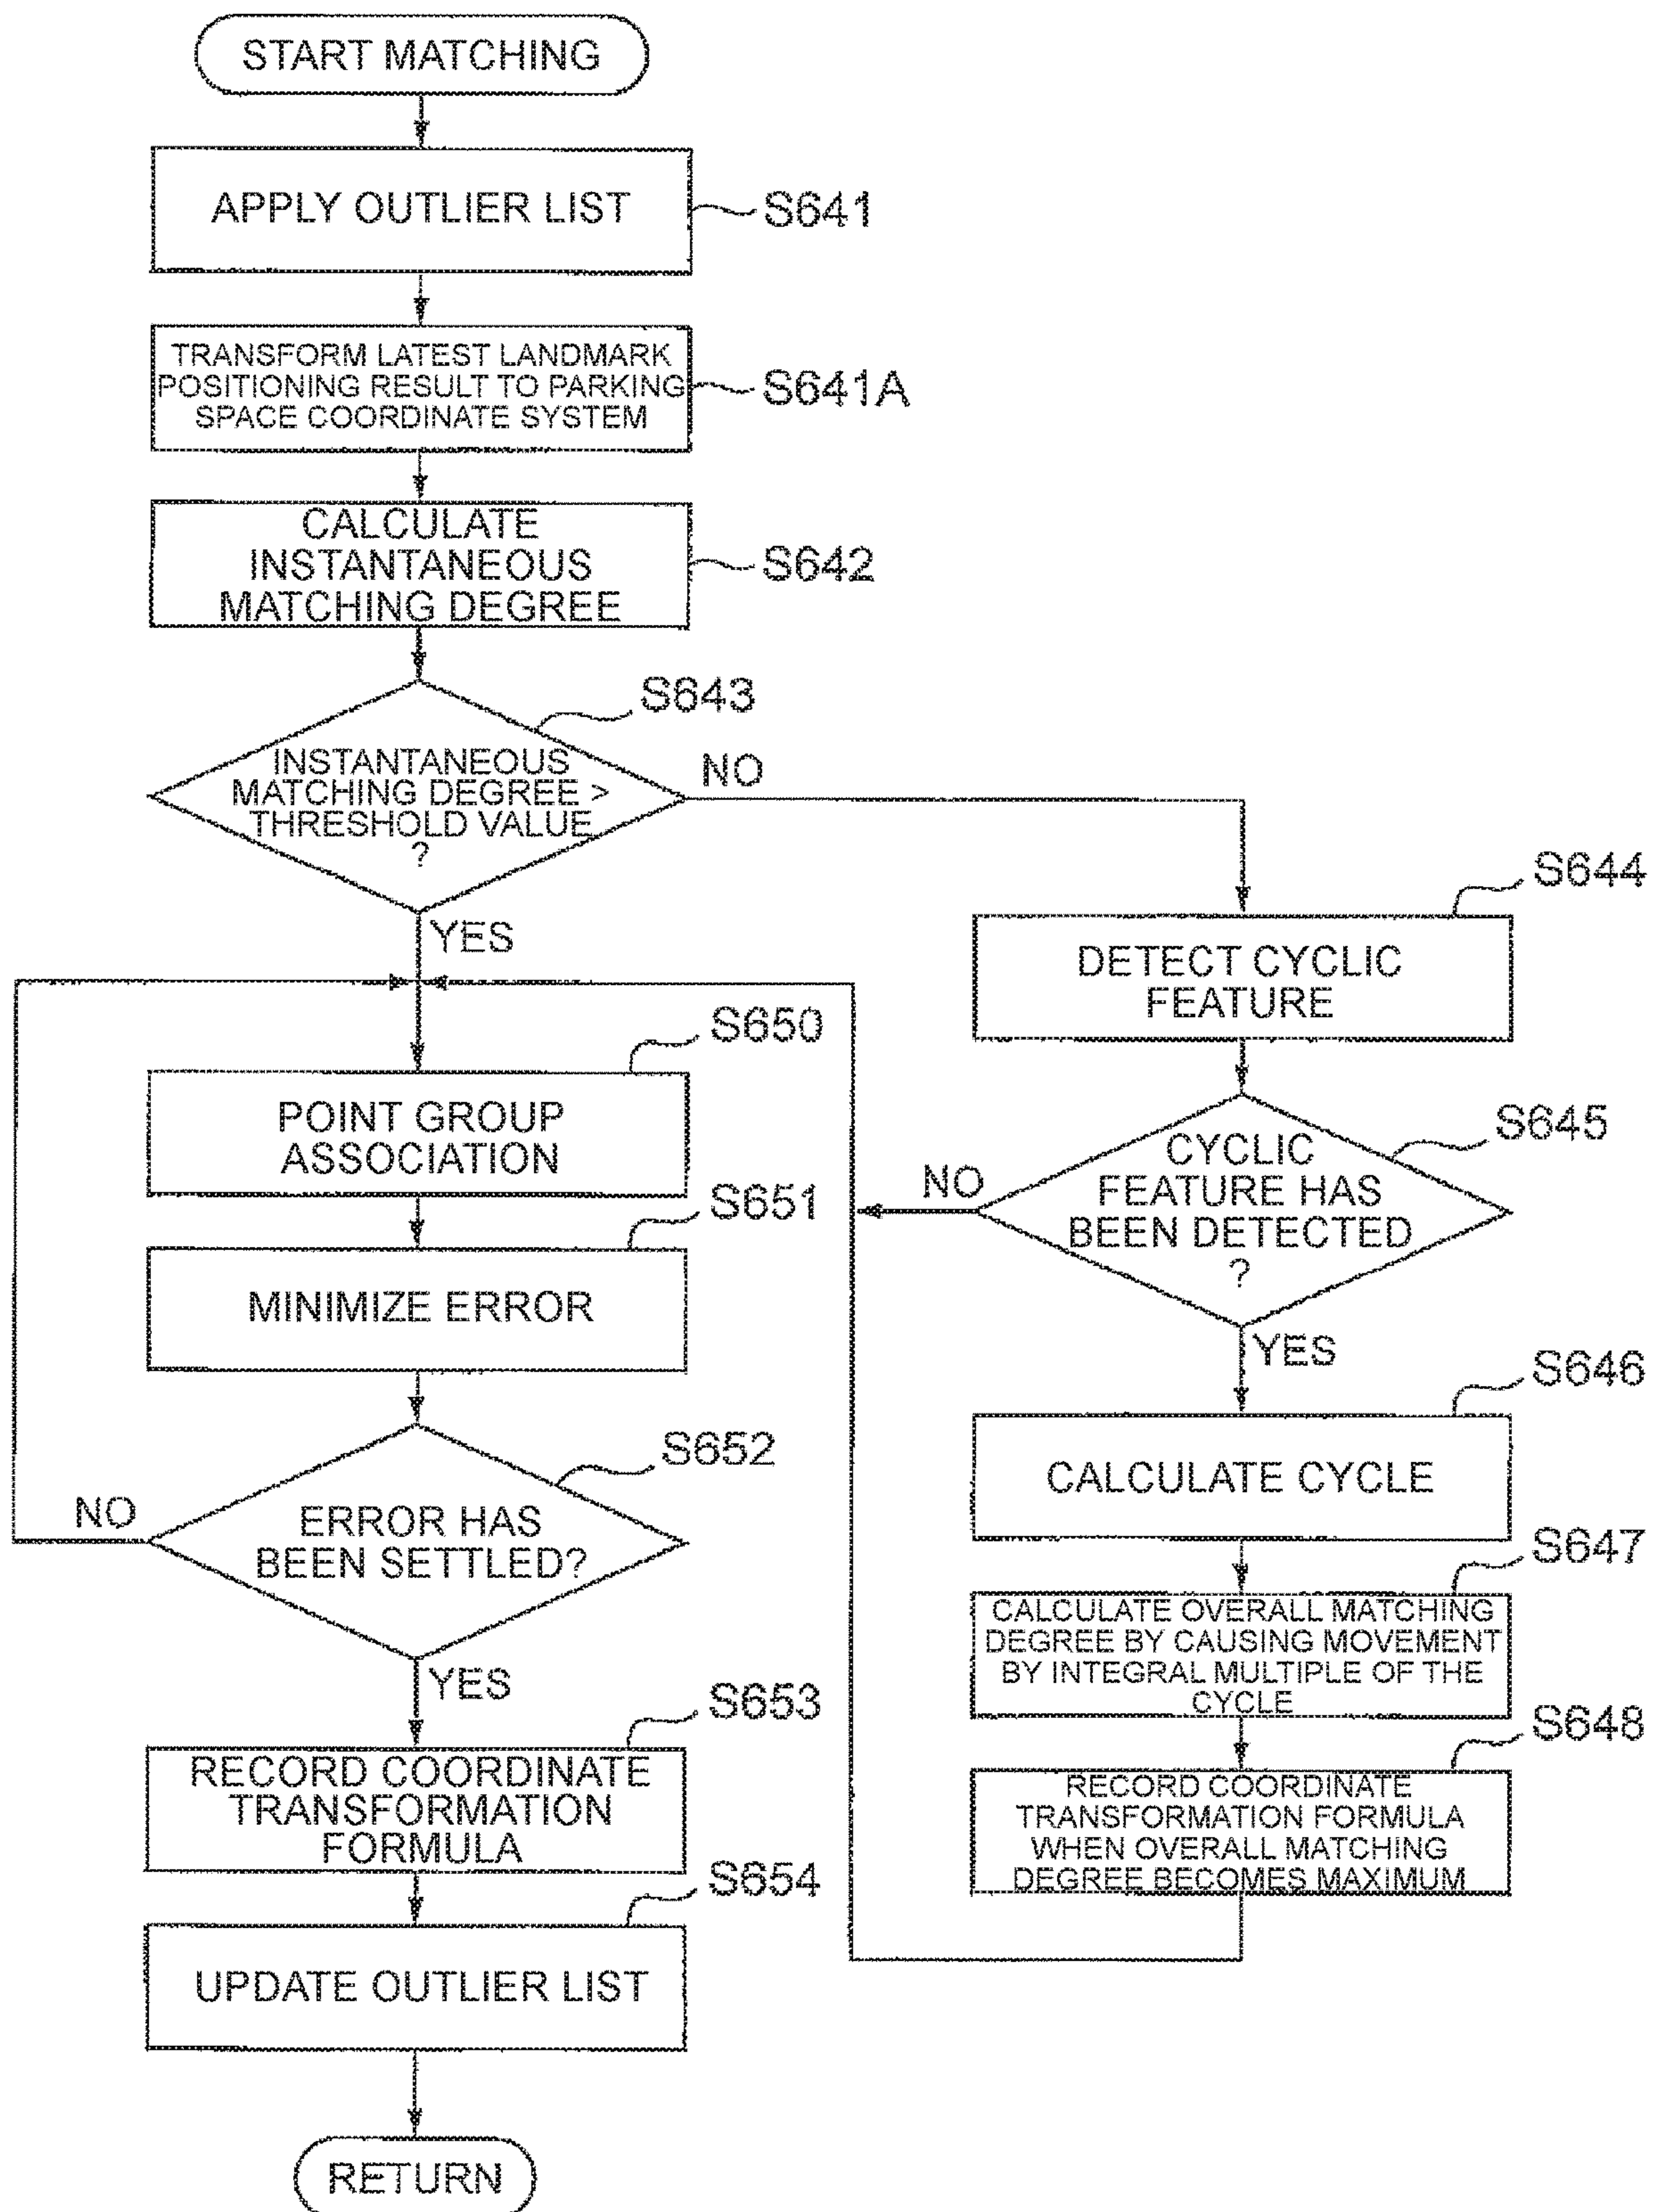 START MATCHING
APPLY OUTLIER LIST
S641
TRANSFORM LATEST LANDMARK
POSITIONING RESULT TO PARKING
SPACE COORDINATE SYSTEM
S641A
CALCULATE
INSTANTANEOUS
MATCHING DEGREE
S642
S643
INSTANTANEOUS
MATCHING DEGREE >
THRESHOLD VALUE
?
NO
YES
S644
DETECT CYCLIC
FEATURE
S645
CYCLIC
FEATURE HAS
BEEN DETECTED
?
NO
YES
S646
CALCULATE CYCLE
S647
CALCULATE OVERALL MATCHING
DEGREE BY CAUSING MOVEMENT
BY INTEGRAL MULTIPLE OF THE
CYCLE
S648
RECORD COORDINATE
TRANSFORMATION FORMULA
WHEN OVERALL MATCHING
DEGREE BECOMES MAXIMUM
S650
POINT GROUP
ASSOCIATION
S651
MINIMIZE ERROR
S652
ERROR HAS
BEEN SETTLED?
NO
YES
S653
RECORD COORDINATE
TRANSFORMATION
FORMULA
S654
UPDATE OUTLIER LIST
RETURN